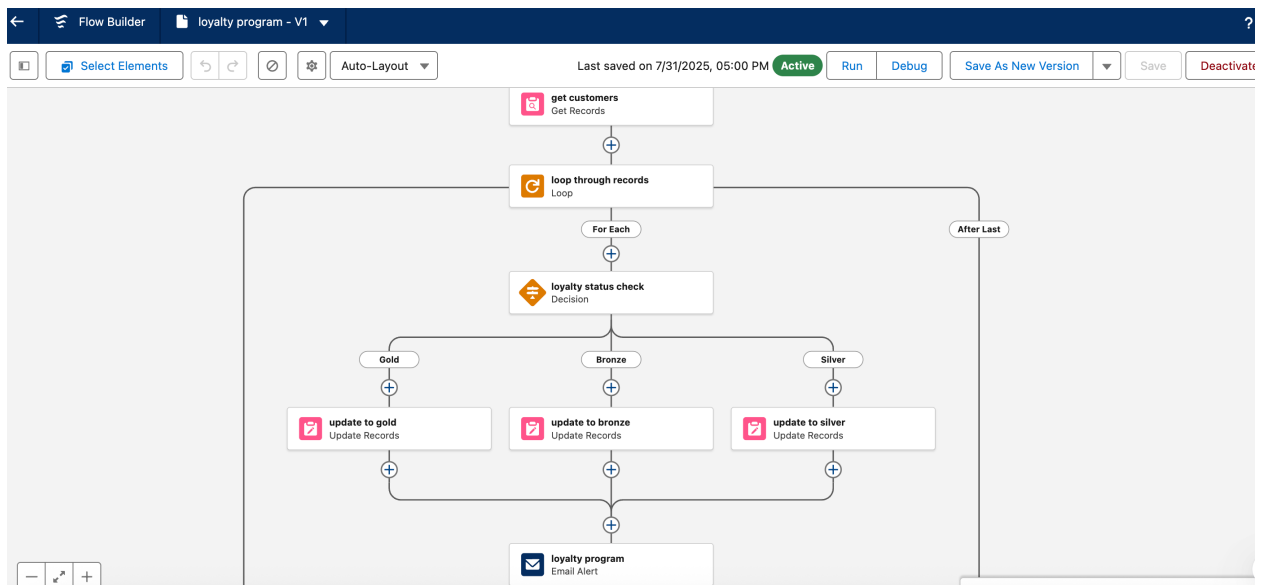 Flow Builder
loyalty program - V1
?
Select Elements
Auto-Layout
Last saved on 7/31/2025, 05:00 PM
Active
Run
Debug
Save As New Version
Save
Deactivate
get customers
Get Records
loop through records
Loop
For Each
After Last
loyalty status check
Decision
Gold
Bronze
Silver
update to gold
Update Records
update to bronze
Update Records
update to silver
Update Records
loyalty program
Email Alert